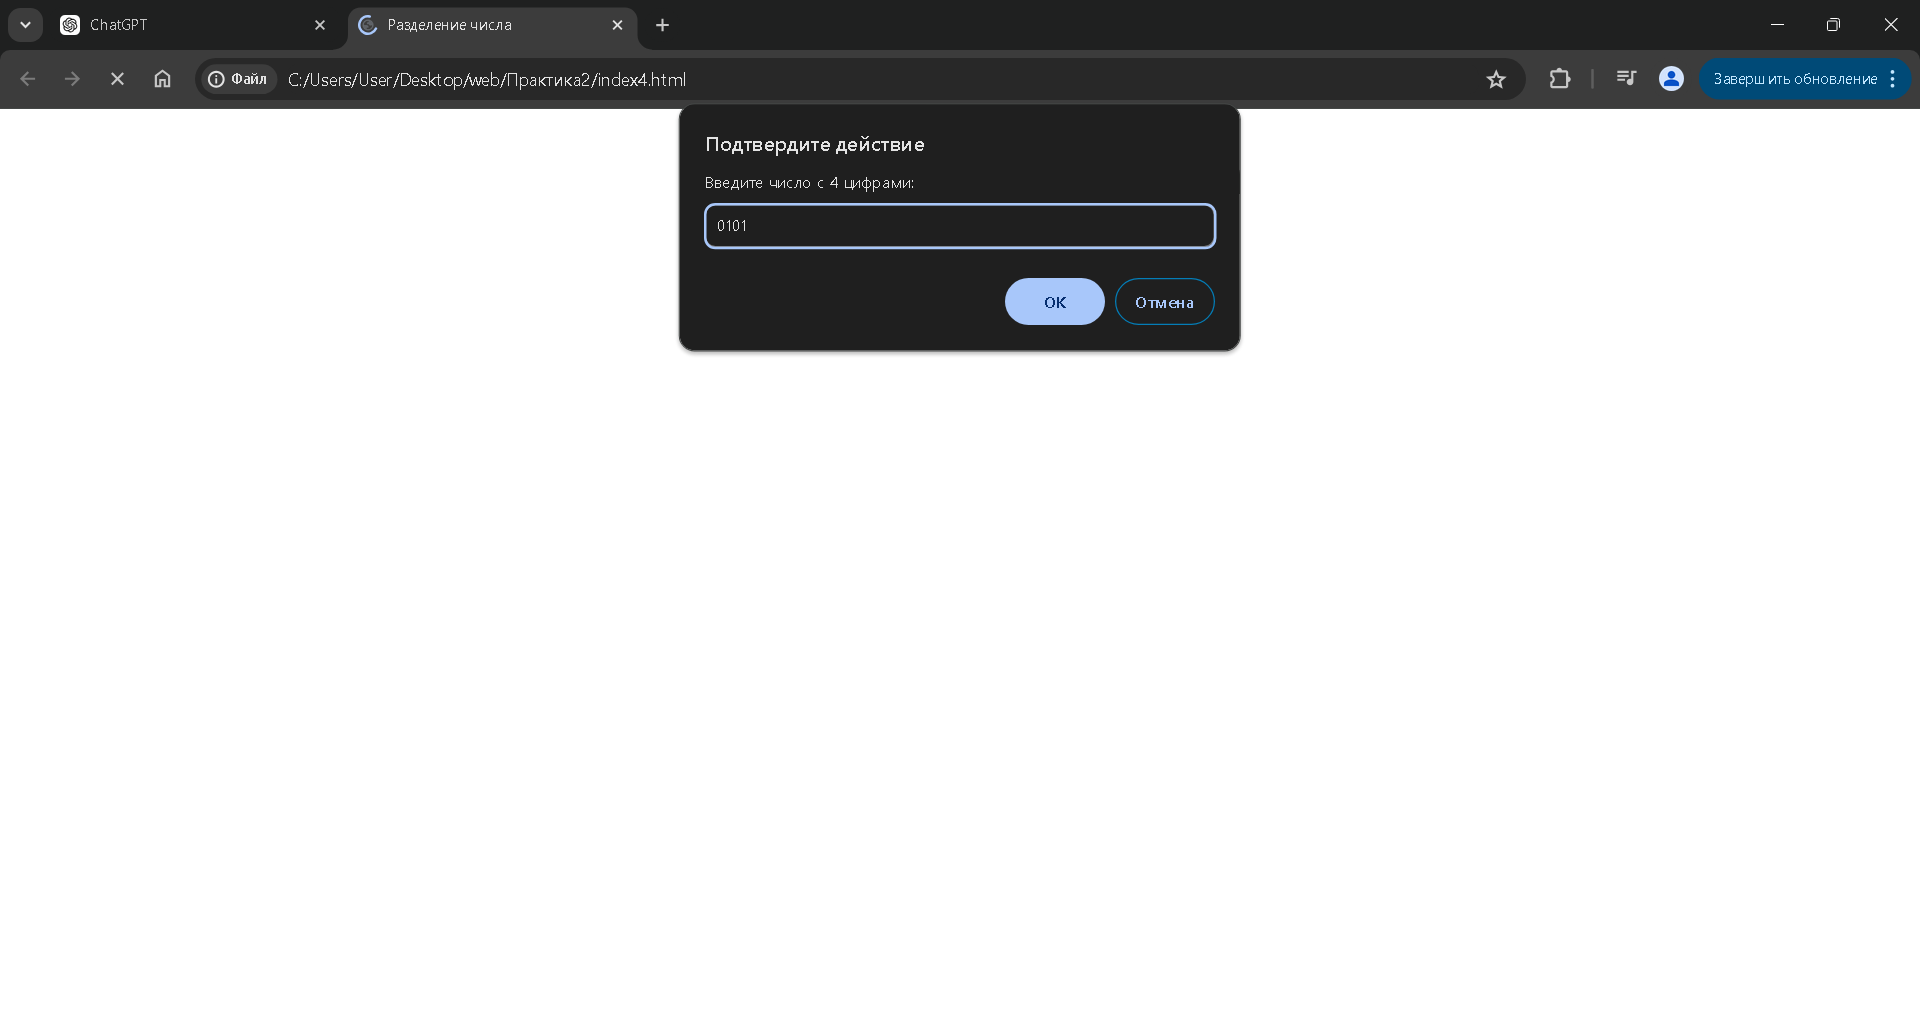 ChatGPT
Разделение числа
Файл
C:/Users/User/Desktop/web/Практика2/index4.html
Завершить обновление
Подтвердите действие
Введите число с 4 цифрами:
0101
ОК
Отмена